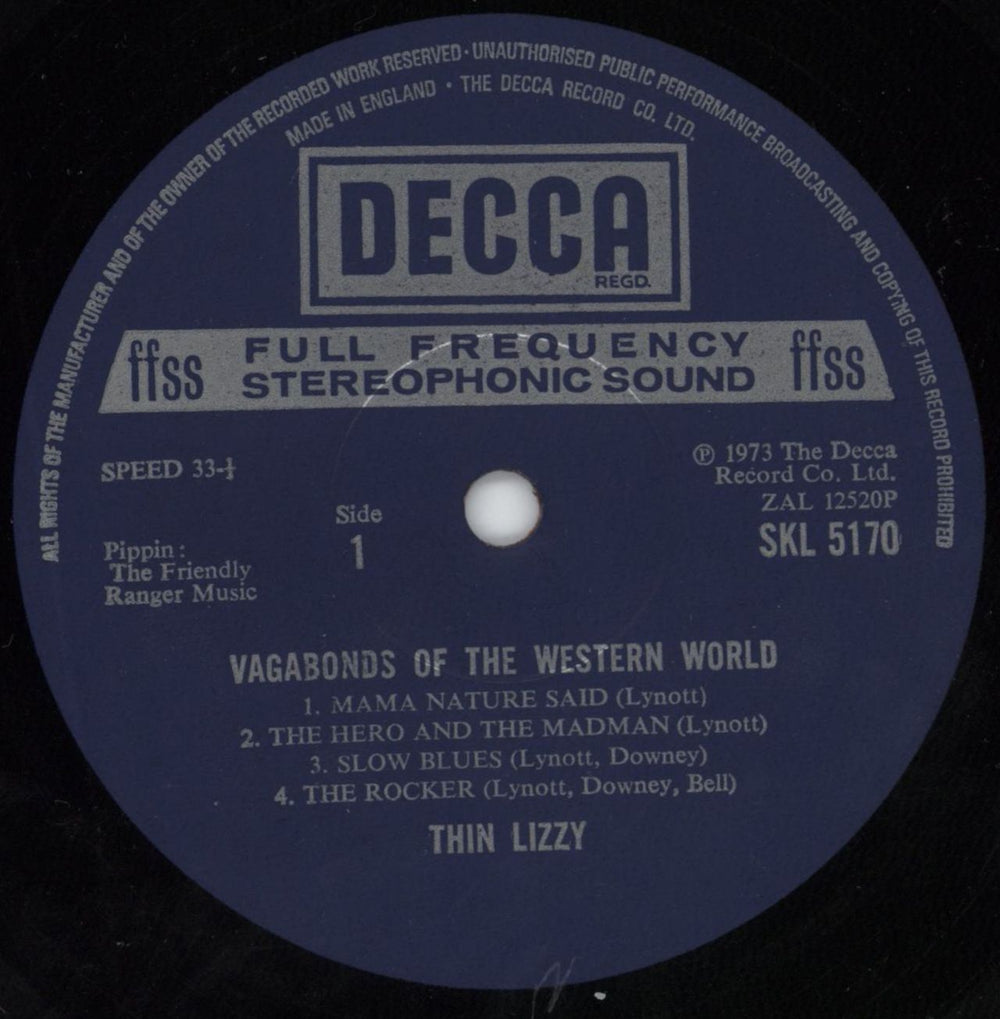 ALL RIGHTS OF THE MANUFACTURER AND OF THE OWNER OF THE RECORDED WORK RESERVED · UNAUTHORISED PUBLIC PERFORMANCE BROADCASTING AND COPYING OF THIS RECORD PROHIBITED
MADE IN ENGLAND · THE DECCA RECORD CO. LTD.
DECCA
REGD.
ffss FULL FREQUENCY ffss
STEREOPHONIC SOUND
SPEED 33-⅓
℗ 1973 The Decca
Record Co. Ltd.
ZAL 12520P
SKL 5170
Side
1
Pippin:
The Friendly
Ranger Music
VAGABONDS OF THE WESTERN WORLD
1. MAMA NATURE SAID (Lynott)
2. THE HERO AND THE MADMAN (Lynott)
3. SLOW BLUES (Lynott, Downey)
4. THE ROCKER (Lynott, Downey, Bell)
THIN LIZZY